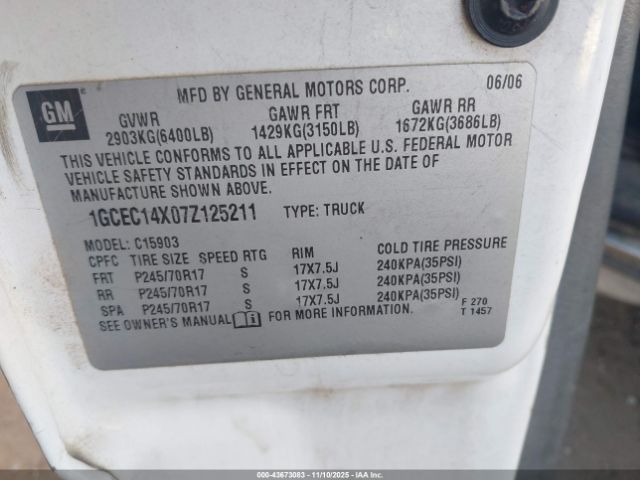 MFD BY GENERAL MOTORS CORP. 06/06
GM
GVWR GAWR FRT GAWR RR
2903KG(6400LB) 1429KG(3150LB) 1672KG(3686LB)
THIS VEHICLE CONFORMS TO ALL APPLICABLE U.S. FEDERAL MOTOR
VEHICLE SAFETY STANDARDS IN EFFECT ON THE DATE OF
MANUFACTURE SHOWN ABOVE.
1GCEC14X07Z125211 TYPE: TRUCK
MODEL: C15903
CPFC TIRE SIZE SPEED RTG RIM COLD TIRE PRESSURE
FRT P245/70R17 S 17X7.5J 240KPA(35PSI)
RR P245/70R17 S 17X7.5J 240KPA(35PSI)
SPA P245/70R17 S 17X7.5J 240KPA(35PSI)
SEE OWNER'S MANUAL i FOR MORE INFORMATION.
F 270
T 1457
000-43673083 - 11/10/2025 - IAAI.COM